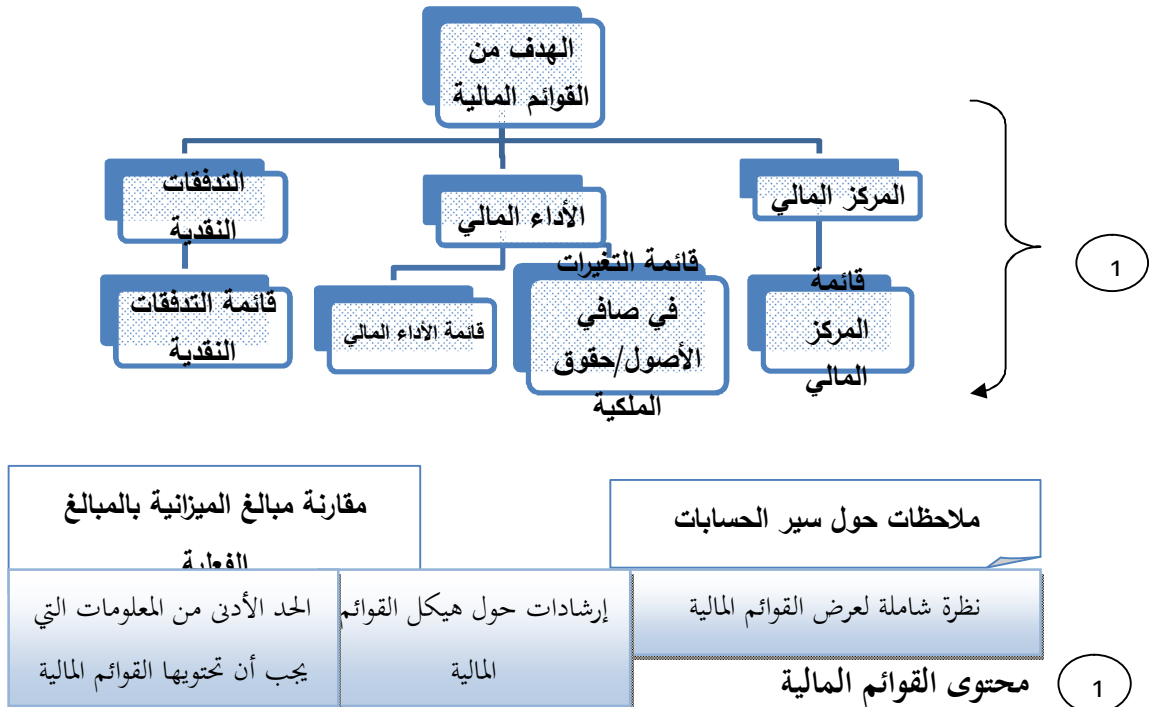 الهدف من
القوائم المالية
المركز المالي
الأداء المالي
التدفقات
النقدية
قائمة
المركز
المالي
قائمة التغيرات
في صافي
الأصول/حقوق
الملكية
قائمة الأداء المالي
قائمة التدفقات
النقدية
1
ملاحظات حول سير الحسابات
مقارنة مبالغ الميزانية بالمبالغ
الفعلية
نظرة شاملة لعرض القوائم المالية
إرشادات حول هيكل القوائم
المالية
الحد الأدنى من المعلومات التي
يجب أن تحتويها القوائم المالية
1
محتوى القوائم المالية